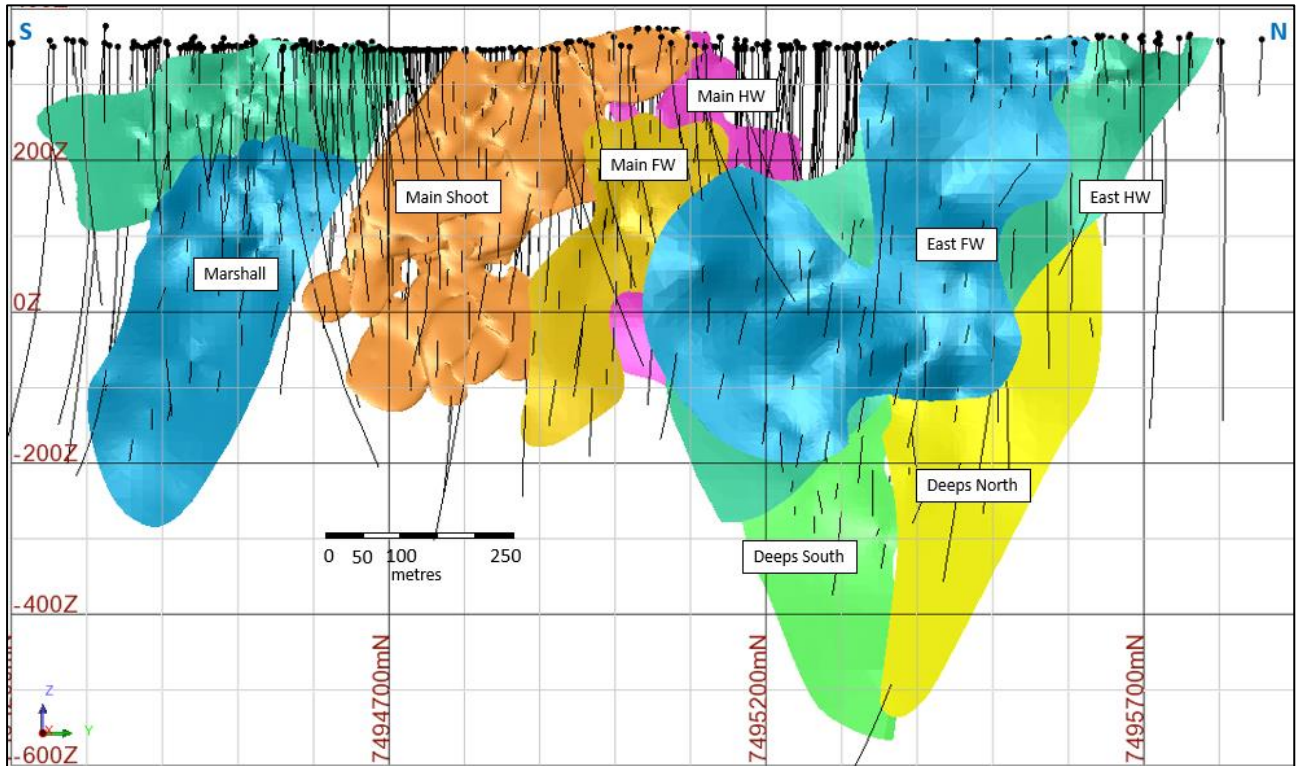 S
N
Main HW
200Z
Main FW
Main Shoot
East HW
East FW
Marshall
0Z
-200Z
Deeps North
0 50 100 250
metres
Deeps South
-400Z
7494700mN
7495200mN
7495700mN
Z
X
Y
-600Z